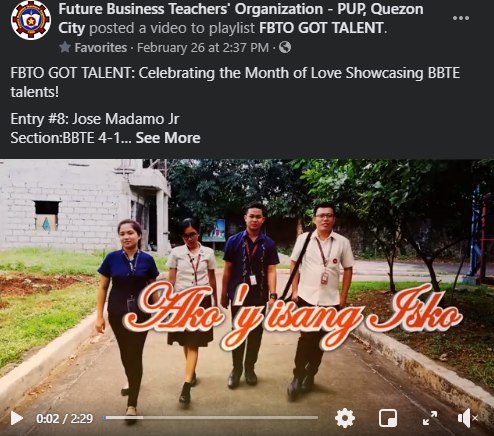 Future Business Teachers' Organization - PUP, Quezon
City posted a video to playlist FBTO GOT TALENT.
Favorites · February 26 at 2:37 PM ·
FBTO GOT TALENT: Celebrating the Month of Love Showcasing BBTE
talents!
Entry #8: Jose Madamo Jr
Section:BBTE 4-1... See More
Ako 'y isang Isko
0:02 / 2:29